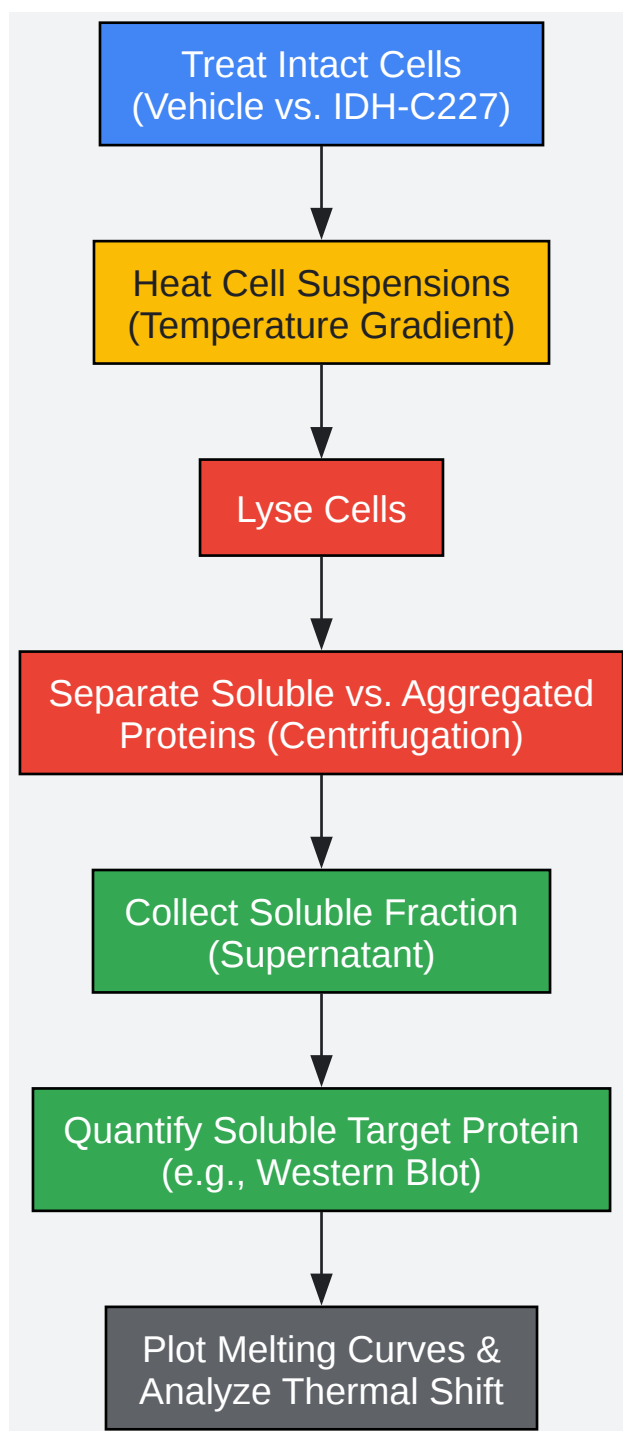 Treat Intact Cells
(Vehicle vs. IDH-C227)
Heat Cell Suspensions
(Temperature Gradient)
Lyse Cells
Separate Soluble vs. Aggregated
Proteins (Centrifugation)
Collect Soluble Fraction
(Supernatant)
Quantify Soluble Target Protein
(e.g., Western Blot)
Plot Melting Curves &
Analyze Thermal Shift